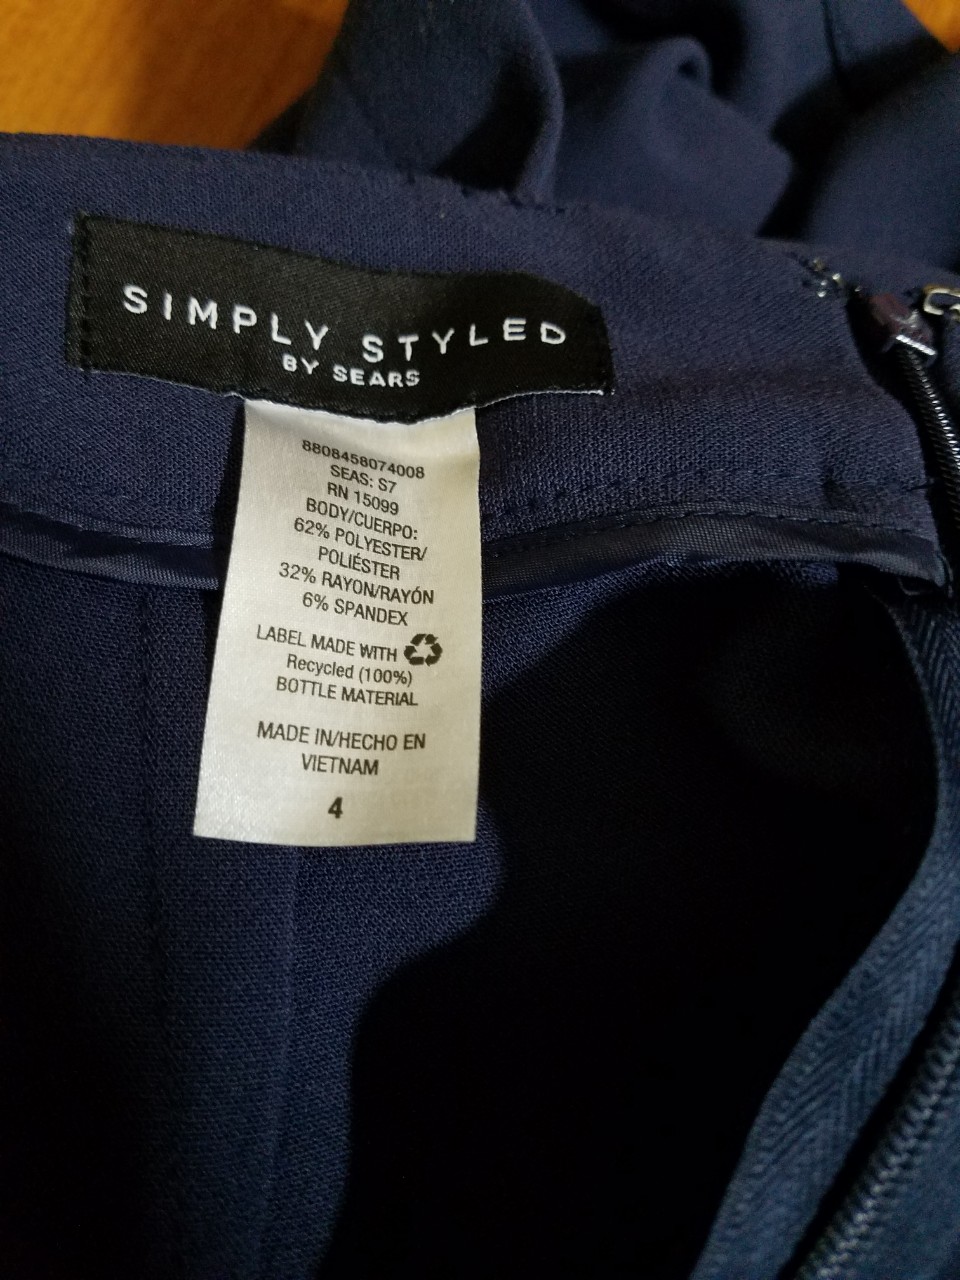 SIMPLY STYLED
BY SEARS
8808458074008
SEAS: S7
RN 15099
BODY/CUERPO:
62% POLYESTER/
POLIÉSTER
32% RAYON/RAYÓN
6% SPANDEX
LABEL MADE WITH
Recycled (100%)
BOTTLE MATERIAL
MADE IN/HECHO EN
VIETNAM
4